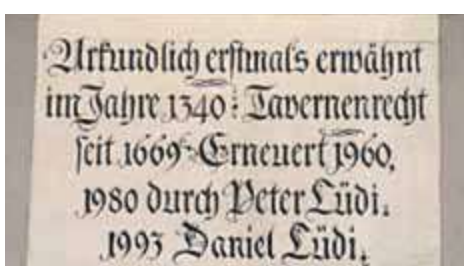 Urkundlich erstmals erwähnt
im Jahre 1340: Tavernenrecht
seit 1669. Erneuert 1960,
1980 durch Peter Lüdi.
1993 Daniel Lüdi.